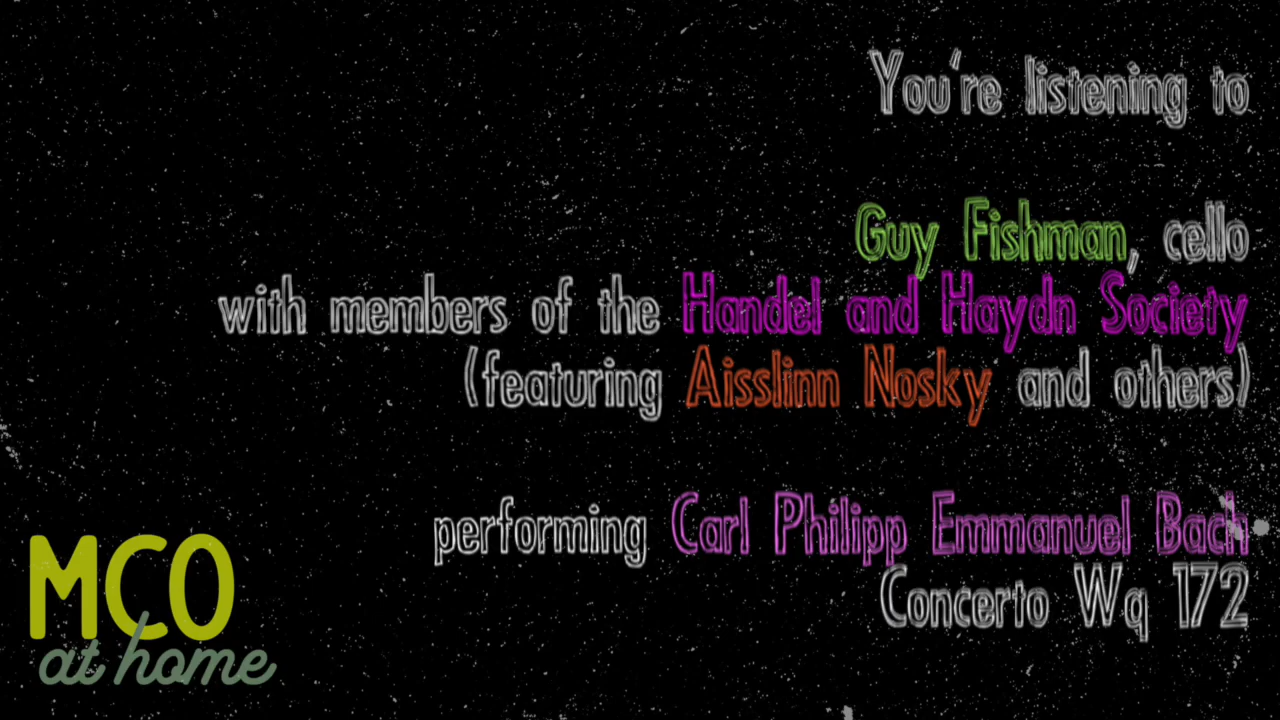 You're listening to
Guy Fishman, cello
with members of the Handel and Haydn Society
(featuring Aisslinn Nosky and others)
performing Carl Philipp Emmanuel Bach
Concerto Wq 172
MCO
at home